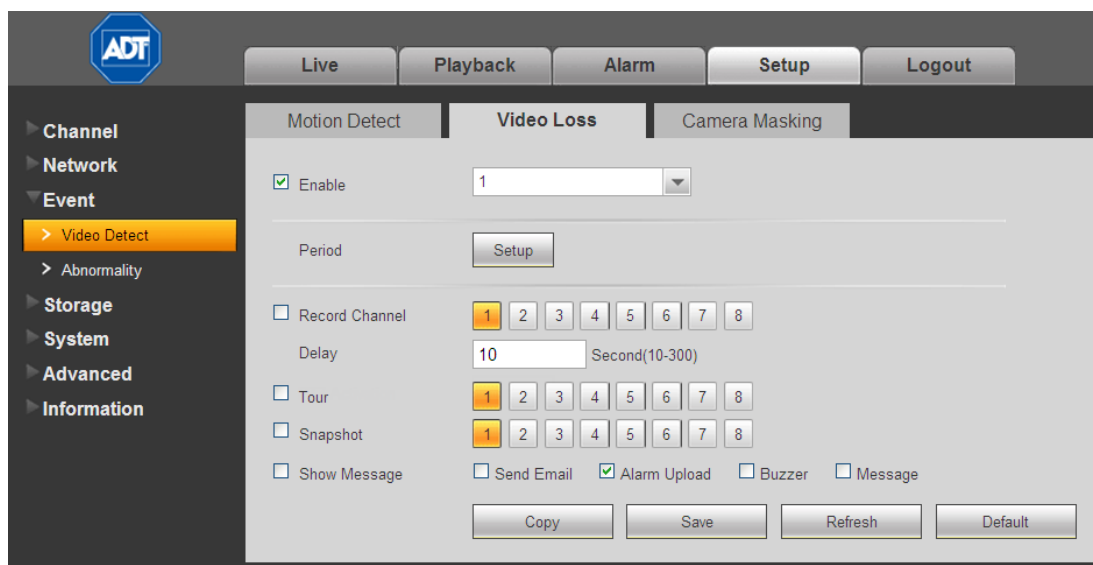 ADT
Live Playback Alarm Setup Logout
Channel
Network
Event
> Video Detect
> Abnormality
Storage
System
Advanced
Information
Motion Detect Video Loss Camera Masking
Enable 1
Period Setup
Record Channel 1 2 3 4 5 6 7 8
Delay 10 Second(10-300)
Tour 1 2 3 4 5 6 7 8
Snapshot 1 2 3 4 5 6 7 8
Show Message Send Email Alarm Upload Buzzer Message
Copy Save Refresh Default